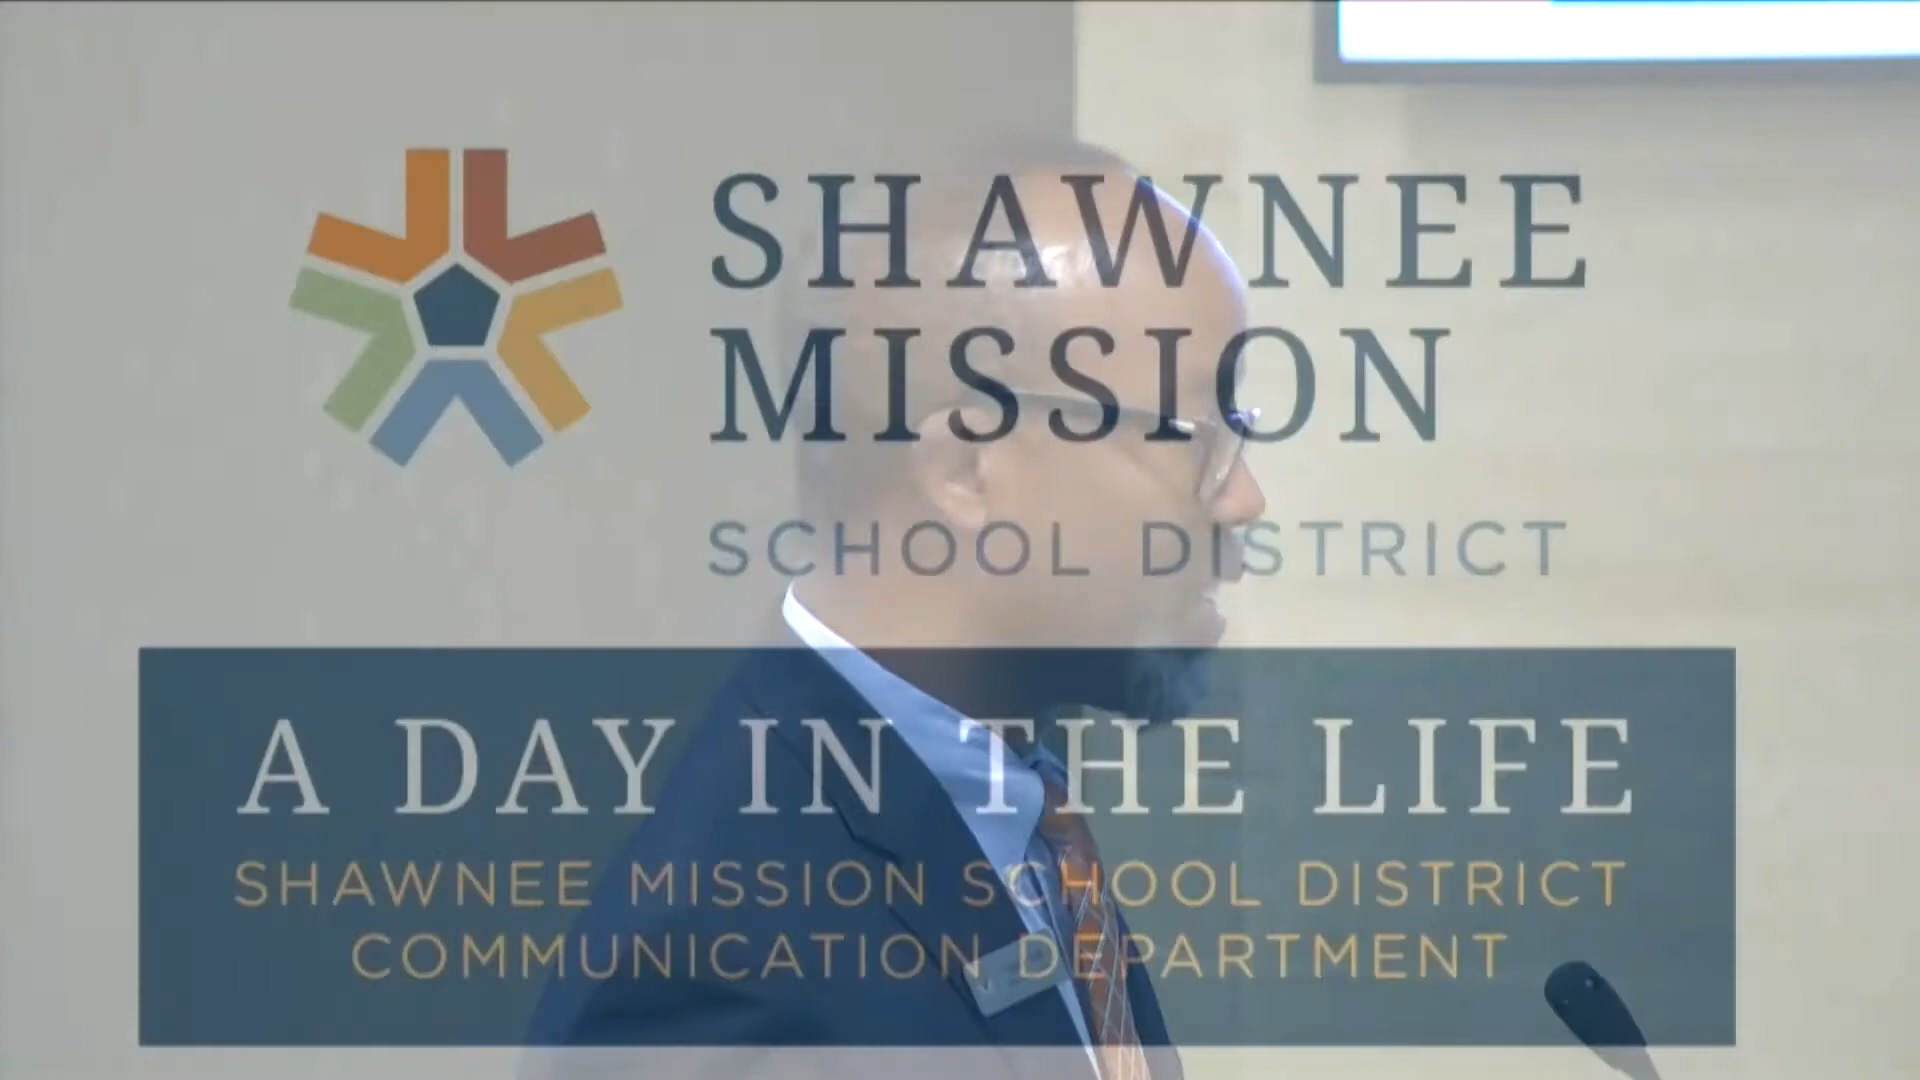 SHAWNEE
MISSION
SCHOOL DISTRICT
A DAY IN THE LIFE
SHAWNEE MISSION SCHOOL DISTRICT
COMMUNICATION DEPARTMENT